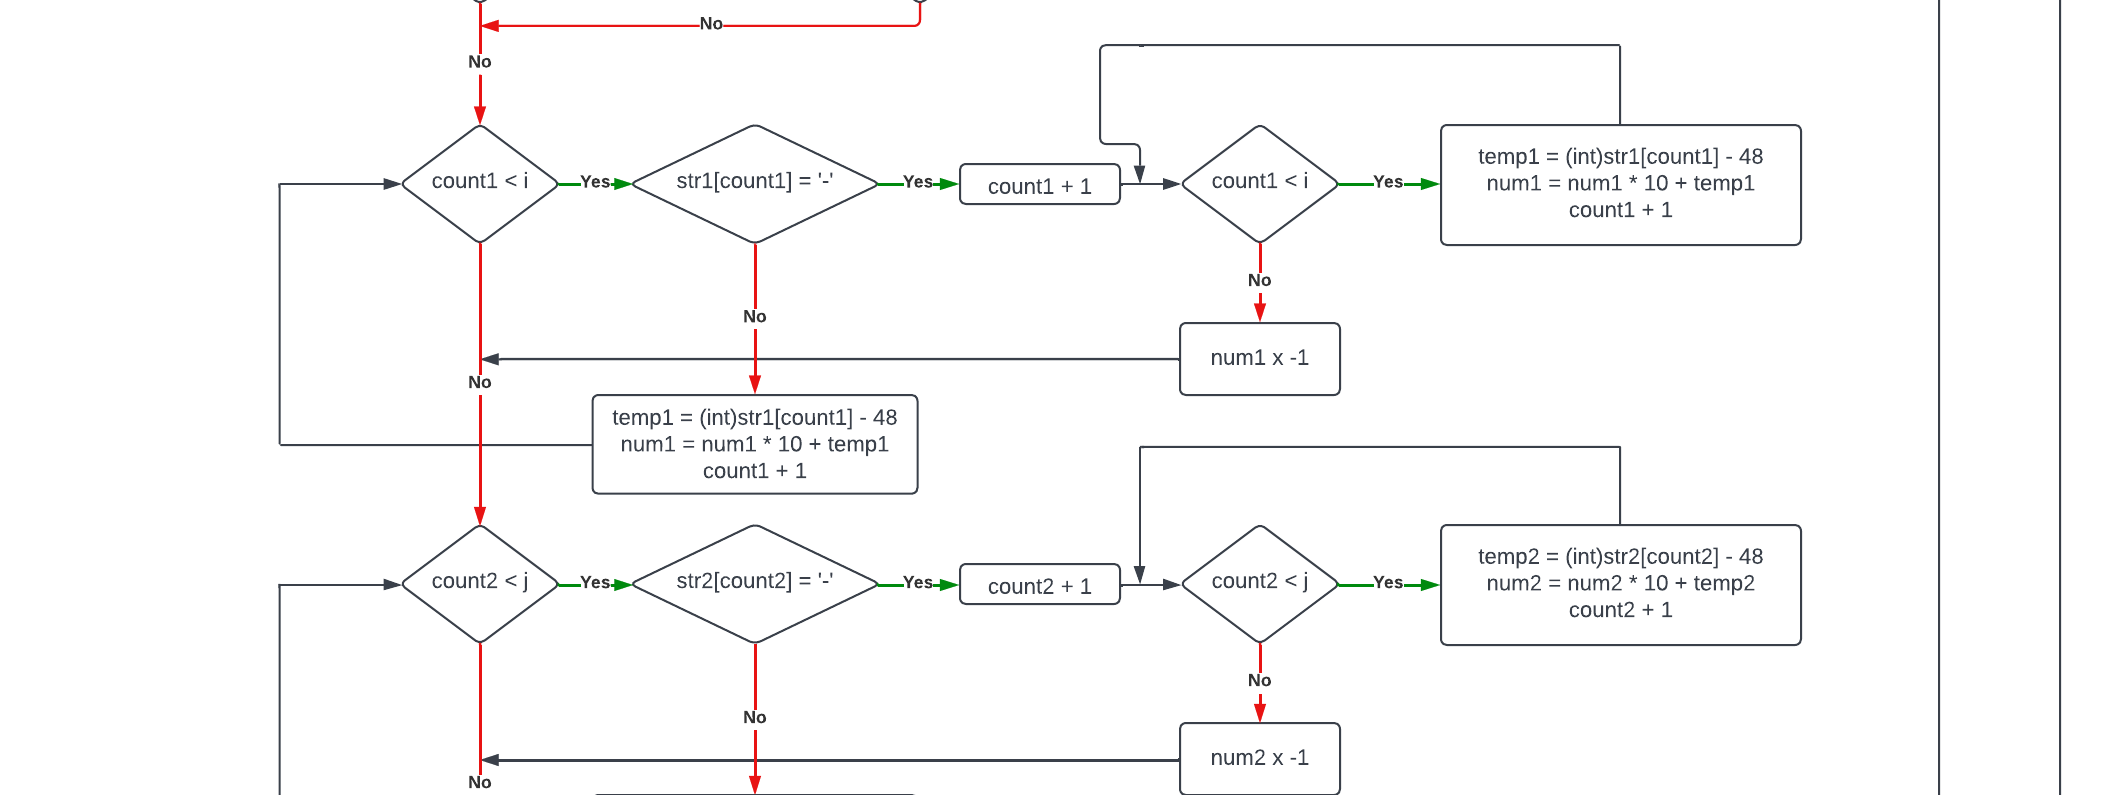 No
No
count1 < i
Yes
str1[count1] = '-'
Yes
count1 + 1
count1 < i
Yes
temp1 = (int)str1[count1] - 48
num1 = num1 * 10 + temp1
count1 + 1
No
No
num1 x -1
No
temp1 = (int)str1[count1] - 48
num1 = num1 * 10 + temp1
count1 + 1
count2 < j
Yes
str2[count2] = '-'
Yes
count2 + 1
count2 < j
Yes
temp2 = (int)str2[count2] - 48
num2 = num2 * 10 + temp2
count2 + 1
No
No
num2 x -1
No